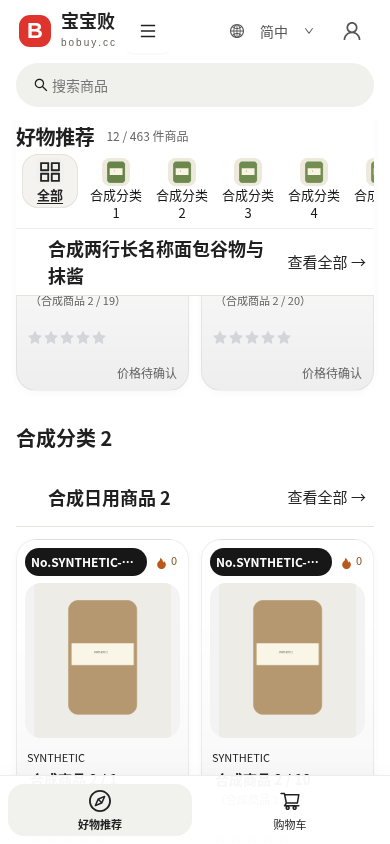 B 宝宝败
bobuy.cc
简中
搜索商品
好物推荐 12 / 463 件商品
全部 合成分类 1 合成分类 2 合成分类 3 合成分类 4 合成
合成两行长名称面包谷物与
抹酱
查看全部 →
（合成商品 2 / 19） （合成商品 2 / 20）
价格待确认 价格待确认
合成分类 2
合成日用商品 2 查看全部 →
No.SYNTHETIC-… 0 No.SYNTHETIC-… 0
SYNTHETIC SYNTHETIC
好物推荐 购物车